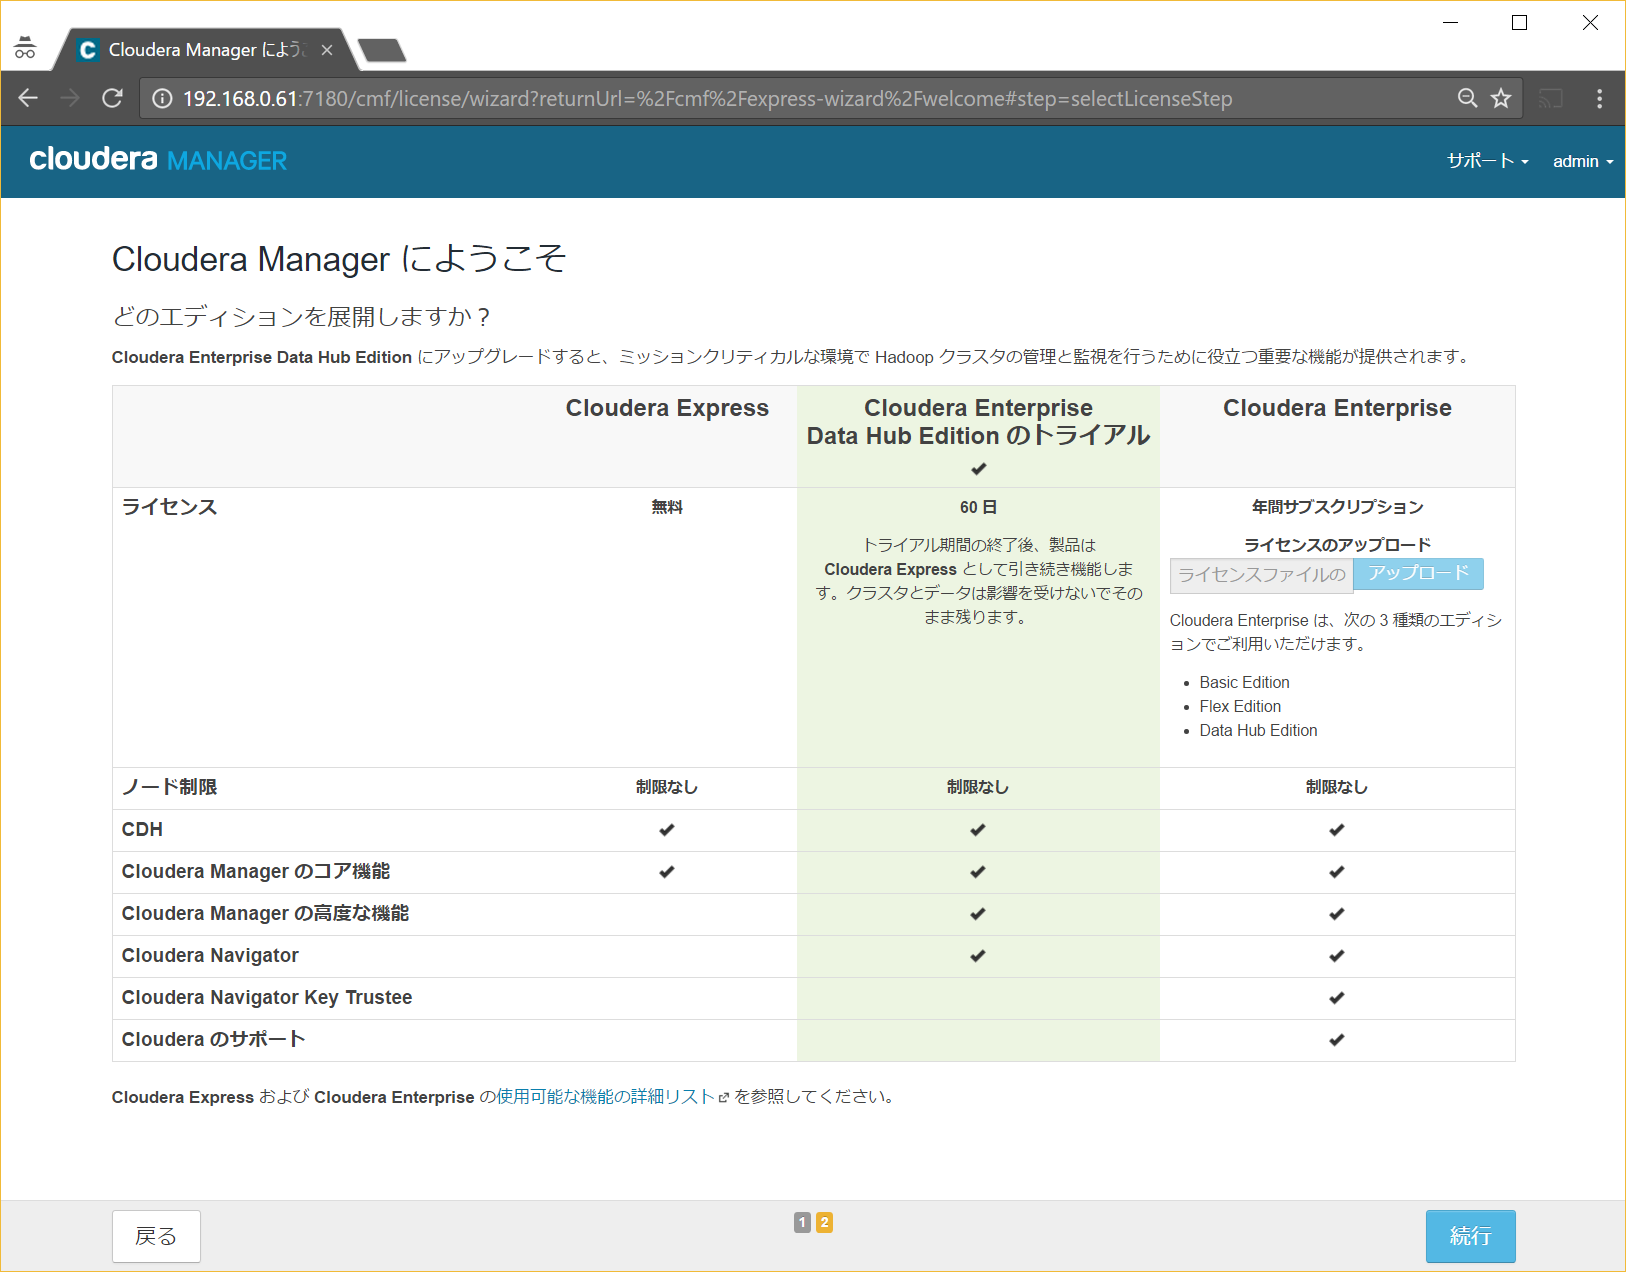 Cloudera Manager にようこ
192.168.0.61:7180/cmf/license/wizard?returnUrl=%2Fcmf%2Fexpress-wizard%2Fwelcome#step=selectLicenseStep
cloudera MANAGER
サポート
admin
Cloudera Manager にようこそ
どのエディションを展開しますか？
Cloudera Enterprise Data Hub Edition にアップグレードすると、ミッションクリティカルな環境で Hadoop クラスタの管理と監視を行うために役立つ重要な機能が提供されます。
Cloudera Express
Cloudera Enterprise
Data Hub Edition のトライアル
Cloudera Enterprise
ライセンス
無料
60 日
トライアル期間の終了後、製品は
Cloudera Express として引き続き機能しま
す。クラスタとデータは影響を受けないでその
まま残ります。
年間サブスクリプション
ライセンスのアップロード
ライセンスファイルの
アップロード
Cloudera Enterprise は、次の 3 種類のエディシ
ョンでご利用いただけます。
Basic Edition
Flex Edition
Data Hub Edition
ノード制限
制限なし
制限なし
制限なし
CDH
Cloudera Manager のコア機能
Cloudera Manager の高度な機能
Cloudera Navigator
Cloudera Navigator Key Trustee
Cloudera のサポート
Cloudera Express および Cloudera Enterprise の使用可能な機能の詳細リスト を参照してください。
戻る
1 2
続行